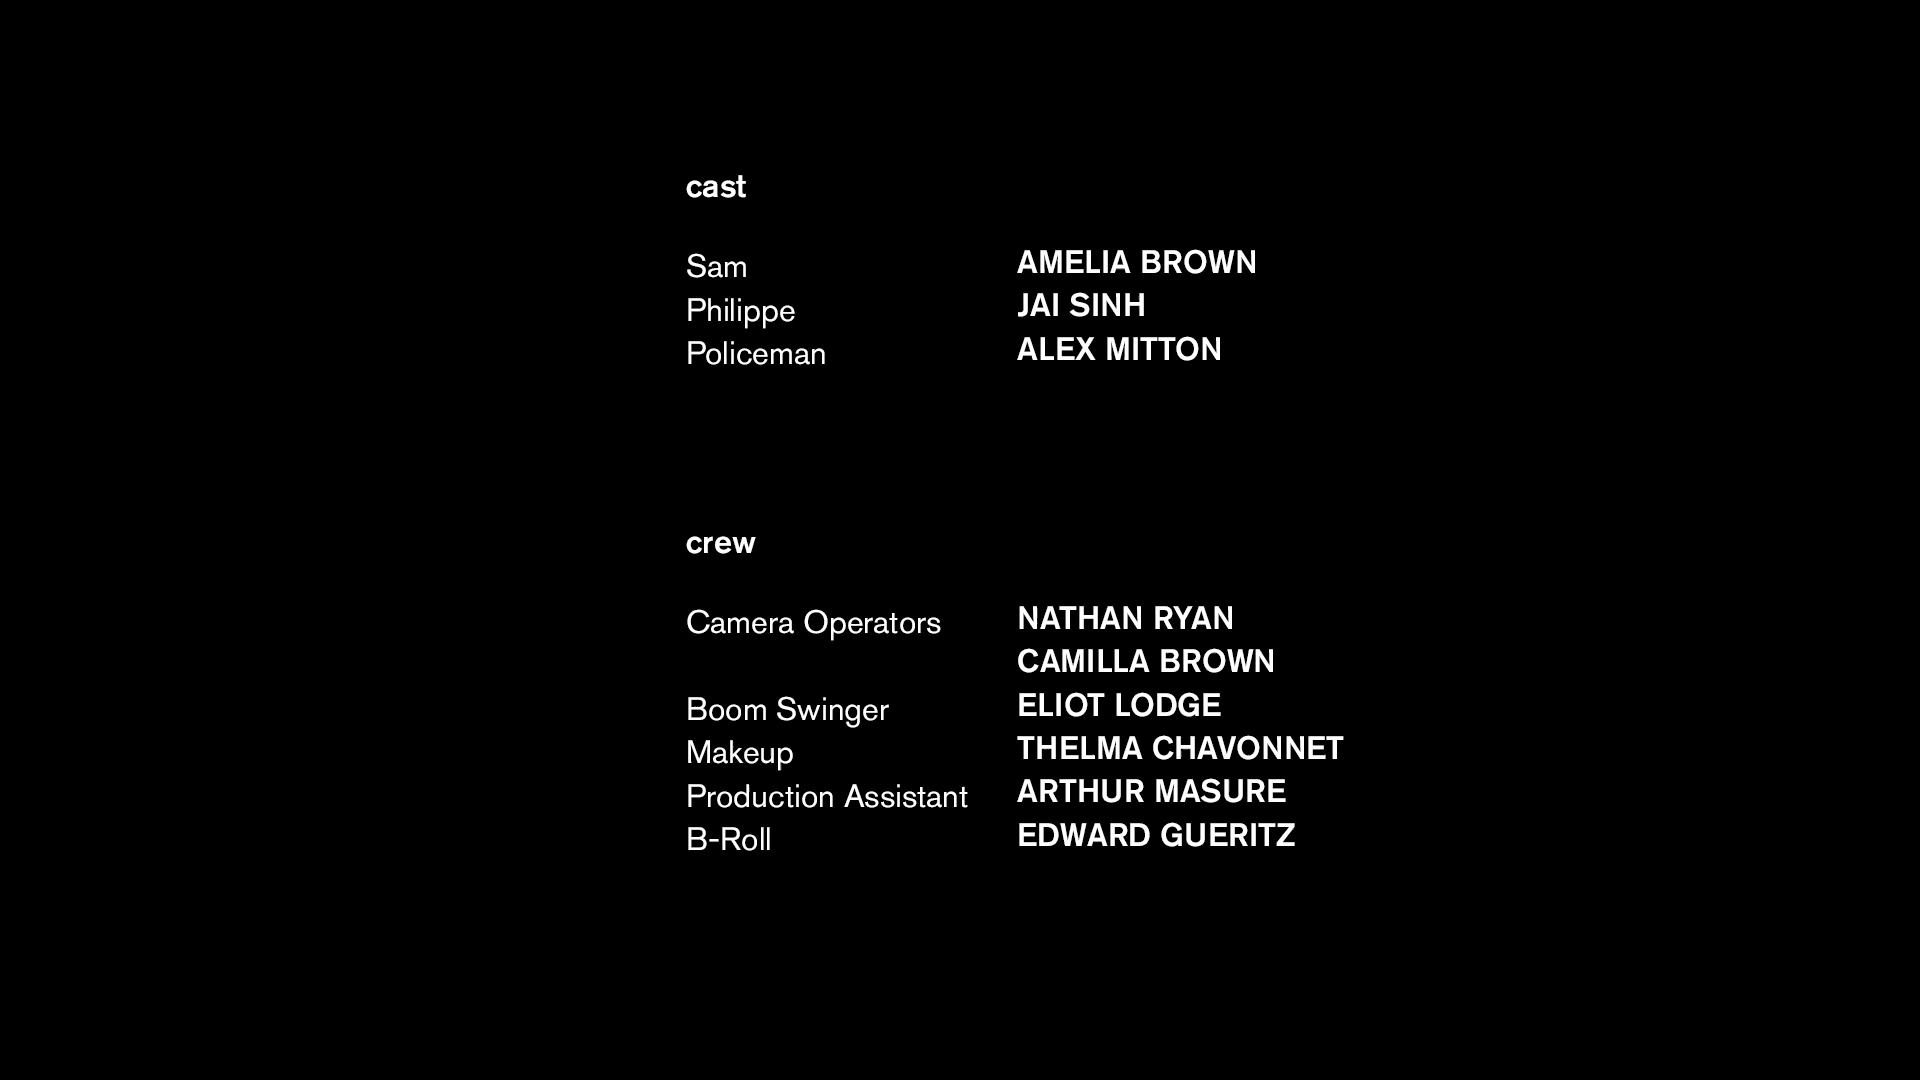 cast
Sam AMELIA BROWN
Philippe JAI SINH
Policeman ALEX MITTON
crew
Camera Operators NATHAN RYAN
CAMILLA BROWN
Boom Swinger ELIOT LODGE
Makeup THELMA CHAVONNET
Production Assistant ARTHUR MASURE
B-Roll EDWARD GUERITZ